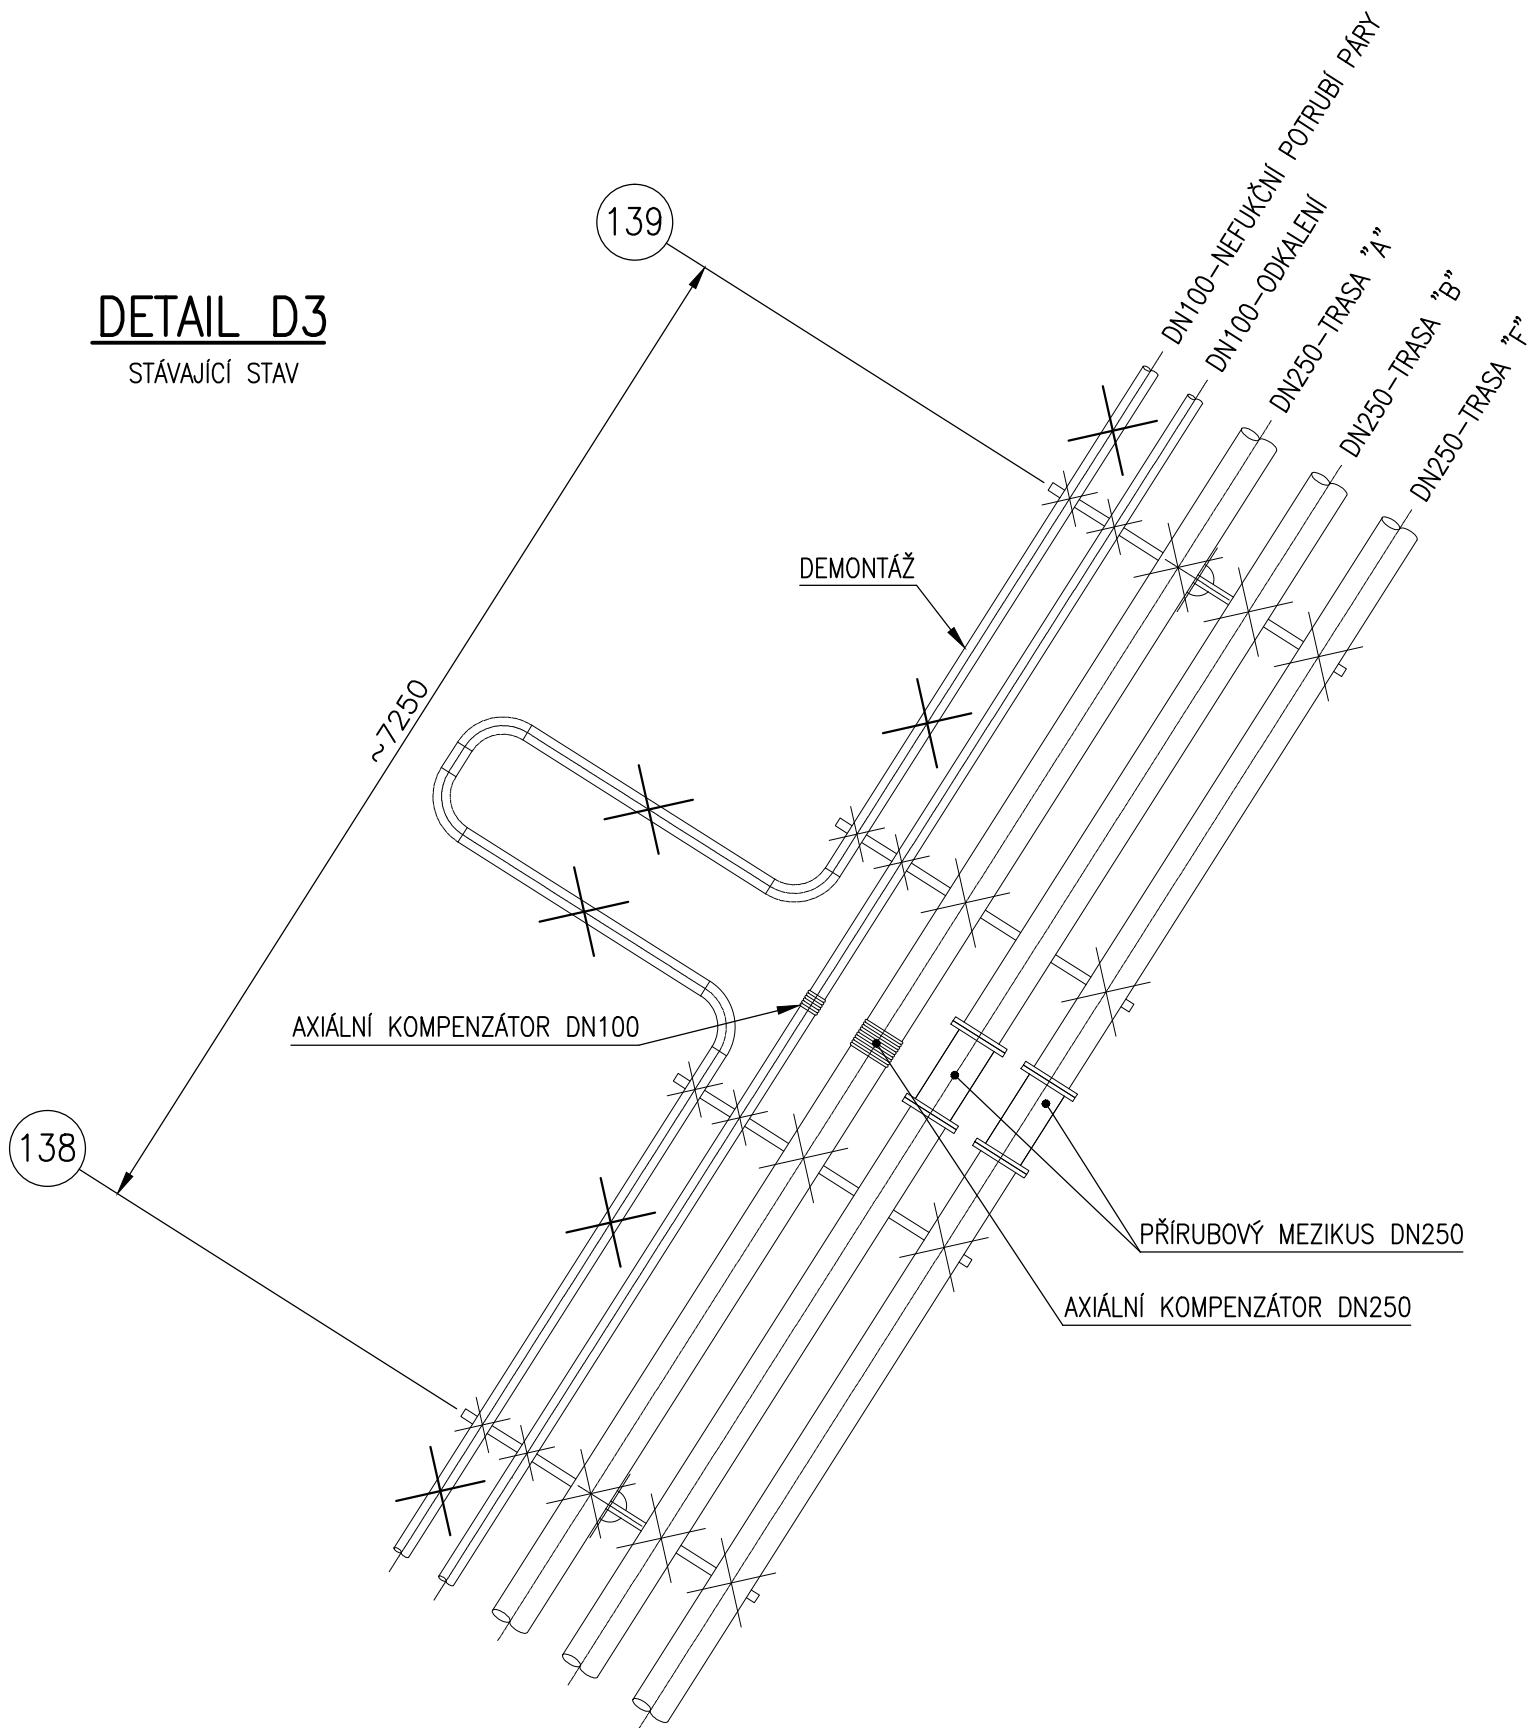 DN100-NEFUKČNÍ POTRUBÍ PÁRY
DN100-ODKALENÍ
DN250-TRASA "A"
DN250-TRASA "B"
DN250-TRASA "F"
139
DETAIL D3
STÁVAJÍCÍ STAV
DEMONTÁŽ
~7250
AXIÁLNÍ KOMPENZÁTOR DN100
138
PŘÍRUBOVÝ MEZIKUS DN250
AXIÁLNÍ KOMPENZÁTOR DN250